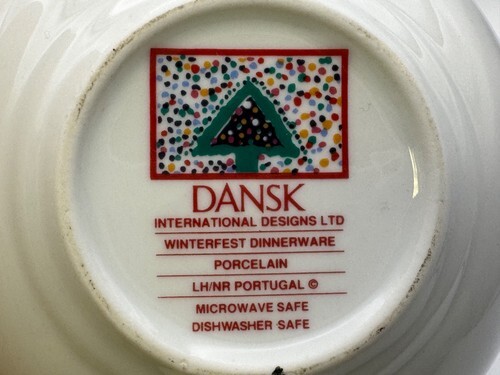 DANSK
INTERNATIONAL DESIGNS LTD
WINTERFEST DINNERWARE
PORCELAIN
LH/NR PORTUGAL ©
MICROWAVE SAFE
DISHWASHER SAFE